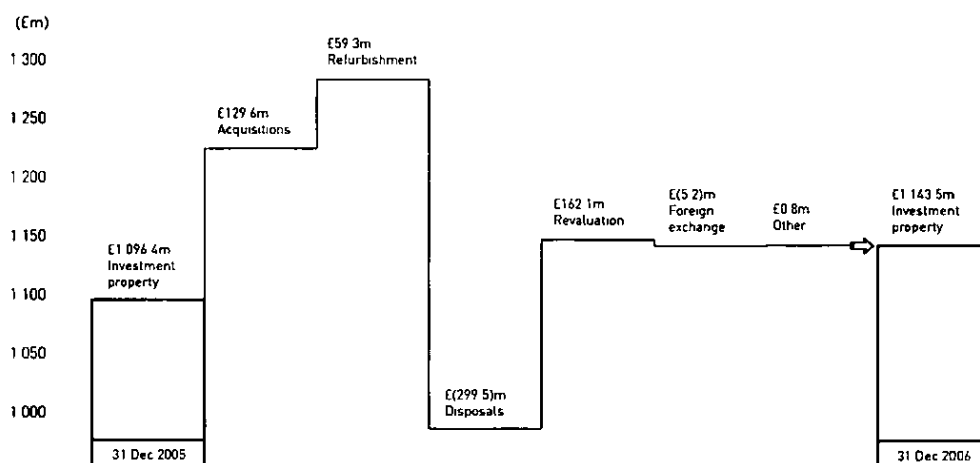 (£m)
1 300
1 250
1 200
1 150
1 100
1 050
1 000
£1 096.4m
Investment
property
31 Dec 2005
£129 6m
Acquisitions
£59 3m
Refurbishment
£(299 5)m
Disposals
£162 1m
Revaluation
£(5 2)m
Foreign
exchange
£0 8m
Other
£1 143 5m
Investment
property
31 Dec 2006